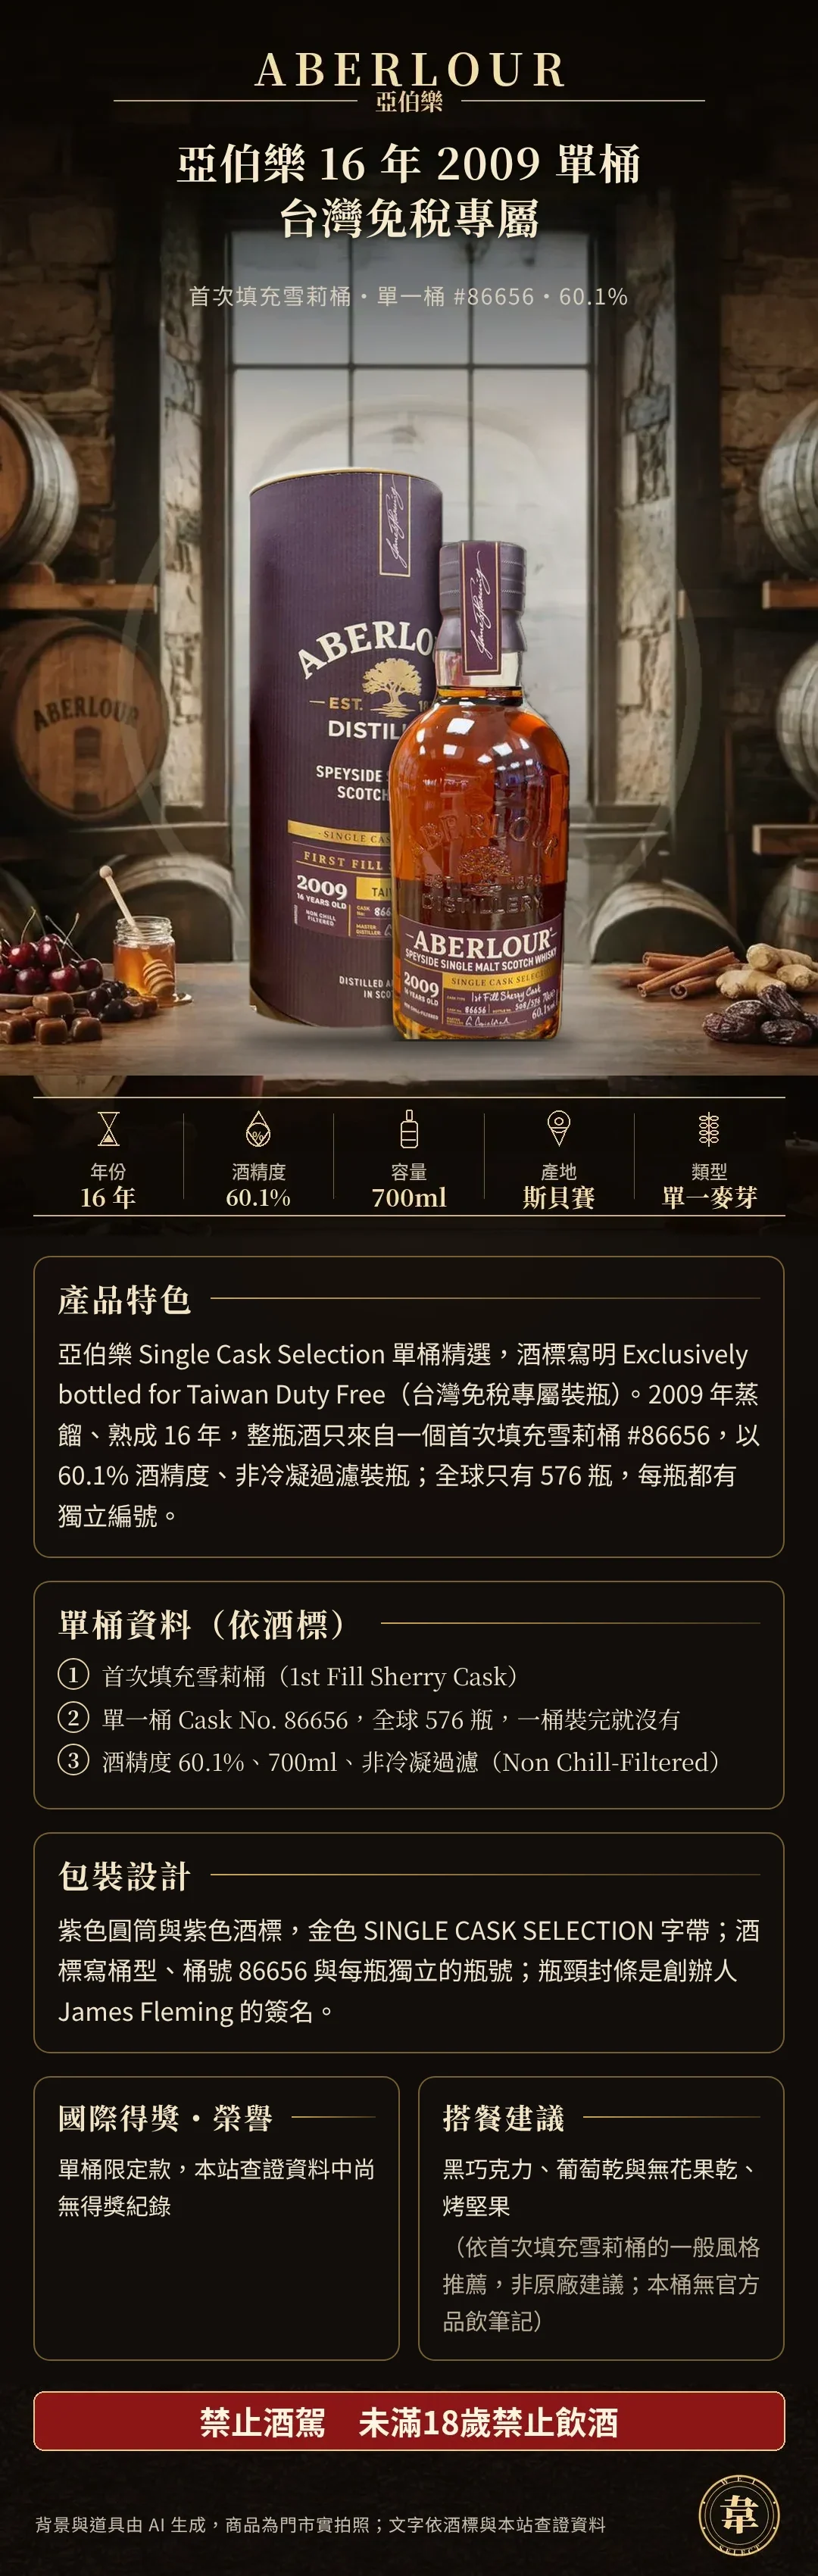 ABERLOUR
亞伯樂
亞伯樂 16 年 2009 單桶
台灣免稅專屬
首次填充雪莉桶・單一桶 #86656・60.1%
ABERLO
EST. 18
DISTIL
SPEYSIDE
SCOTCH
SINGLE CAS
FIRST FILL
2009
16 YEARS OLD
TAI
NON CHILL
FILTERED
CASK
No:
866
MASTER
DISTILLER
DISTILLED A
IN SCO
ABERLOUR
ABERLOUR
DISTILLERY
ABERLOUR
SPEYSIDE SINGLE MALT SCOTCH WHISKY
SINGLE CASK SELECT
2009
16 YEARS OLD
1st Fill Sherry Cask
86656
60.1%
年份
16 年
酒精度
60.1%
容量
700ml
產地
斯貝賽
類型
單一麥芽
產品特色
亞伯樂 Single Cask Selection 單桶精選，酒標寫明 Exclusively
bottled for Taiwan Duty Free（台灣免稅專屬裝瓶）。2009 年蒸
餾、熟成 16 年，整瓶酒只來自一個首次填充雪莉桶 #86656，以
60.1% 酒精度、非冷凝過濾裝瓶；全球只有 576 瓶，每瓶都有
獨立編號。
單桶資料（依酒標）
1 首次填充雪莉桶（1st Fill Sherry Cask）
2 單一桶 Cask No. 86656，全球 576 瓶，一桶裝完就沒有
3 酒精度 60.1%、700ml、非冷凝過濾（Non Chill-Filtered）
包裝設計
紫色圓筒與紫色酒標，金色 SINGLE CASK SELECTION 字帶；酒
標寫桶型、桶號 86656 與每瓶獨立的瓶號；瓶頸封條是創辦人
James Fleming 的簽名。
國際得獎・榮譽
單桶限定款，本站查證資料中尚
無得獎紀錄
搭餐建議
黑巧克力、葡萄乾與無花果乾、
烤堅果
（依首次填充雪莉桶的一般風格
推薦，非原廠建議；本桶無官方
品飲筆記）
禁止酒駕　未滿18歲禁止飲酒
背景與道具由 AI 生成，商品為門市實拍照；文字依酒標與本站查證資料
WEI
韋
SELECT